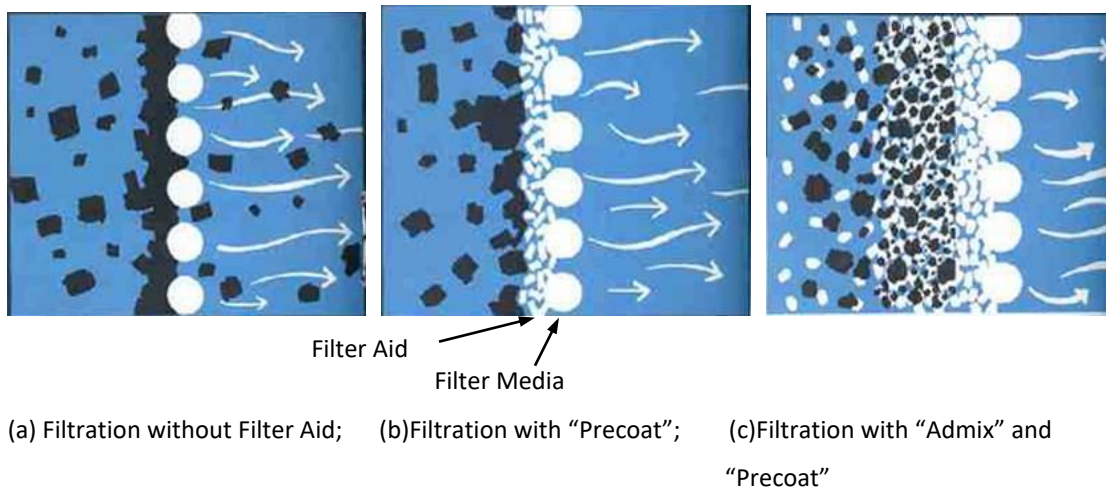 Filter Aid
Filter Media
(a) Filtration without Filter Aid; (b)Filtration with “Precoat”; (c)Filtration with “Admix” and
“Precoat”